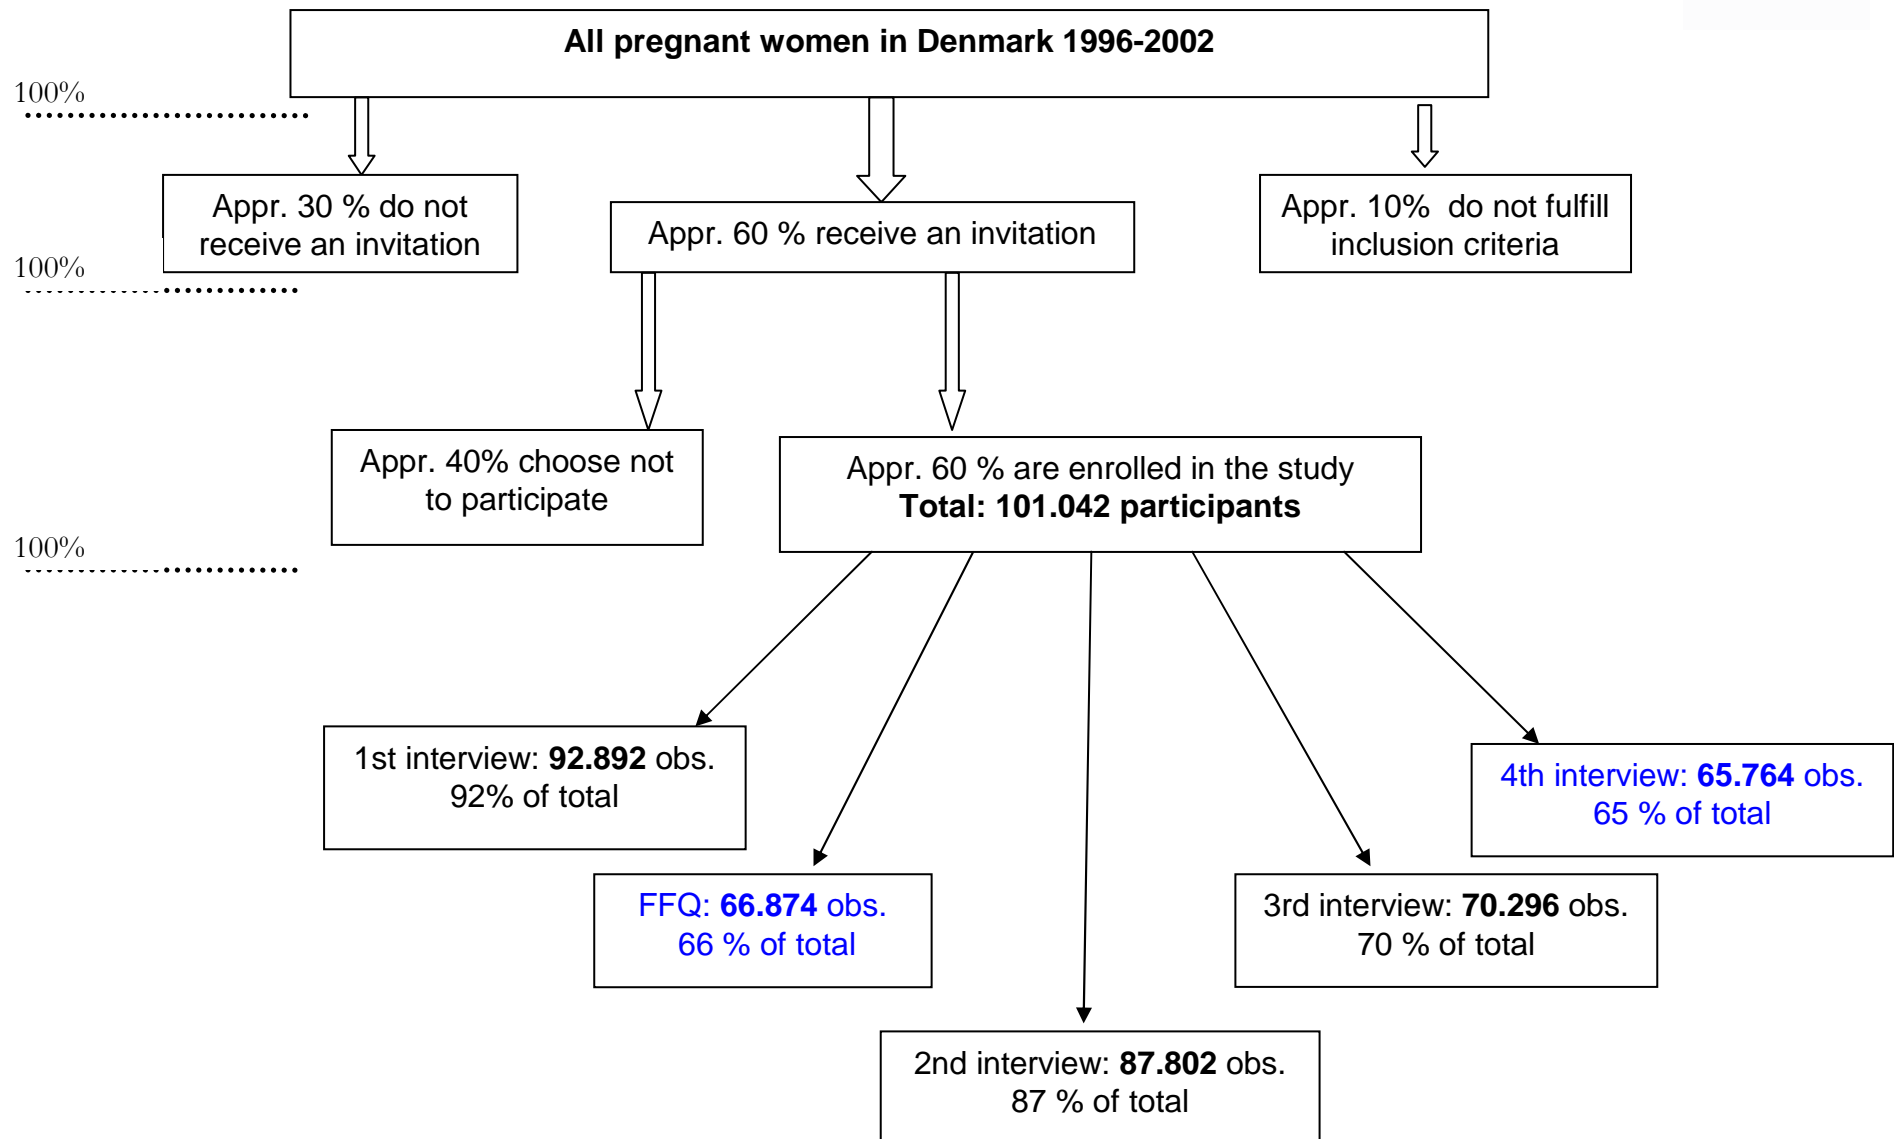 All pregnant women in Denmark 1996-2002
100%
Appr. 30 % do not
receive an invitation
Appr. 60 % receive an invitation
Appr. 10% do not fulfill
inclusion criteria
100%
Appr. 40% choose not
to participate
Appr. 60 % are enrolled in the study
Total: 101.042 participants
100%
1st interview: 92.892 obs.
92% of total
4th interview: 65.764 obs.
65 % of total
FFQ: 66.874 obs.
66 % of total
3rd interview: 70.296 obs.
70 % of total
2nd interview: 87.802 obs.
87 % of total